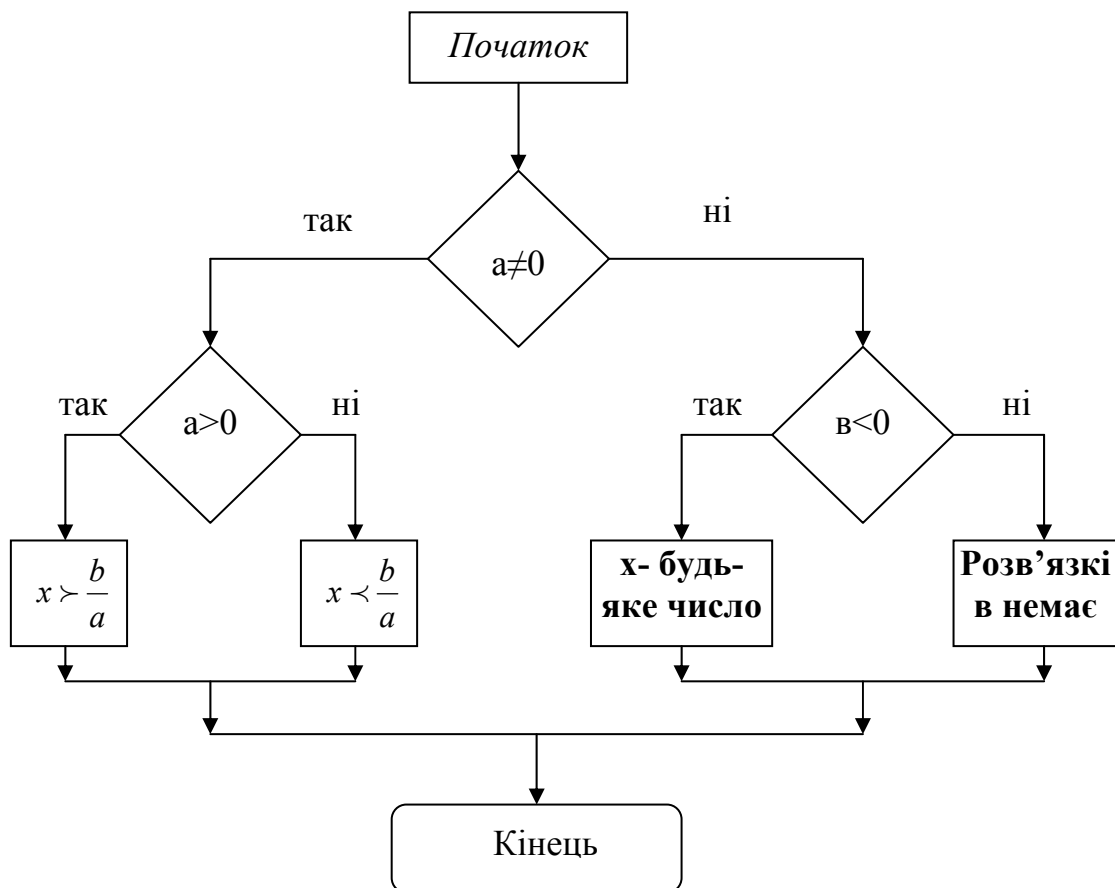 Початок
так
ні
a≠0
так
a>0
ні
так
в<0
ні
x ≻ b/a
x ≺ b/a
х- будь-
яке число
Розв’язкі
в немає
Кінець